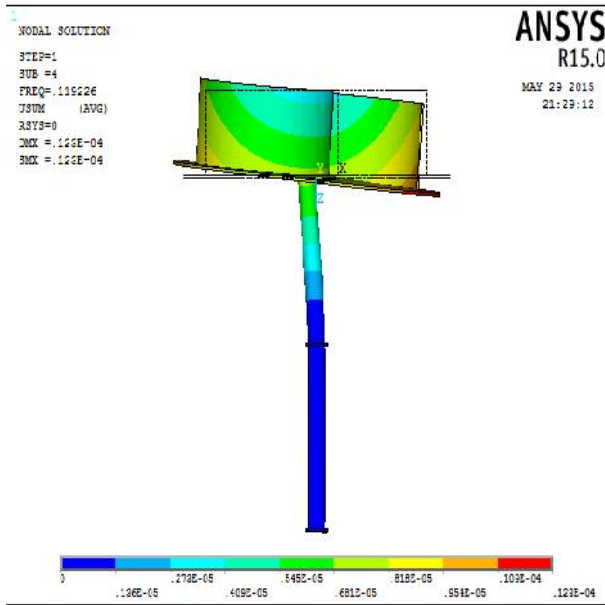 1
NODAL SOLUTION
STEP=1
SUB =4
FREQ=.119226
USUM (AVG)
RSYS=0
DMX =.123E-04
SMX =.123E-04
ANSYS
R15.0
MAY 29 2015
21:29:12
Y X
Z
0
.136E-05
.273E-05
.409E-05
.545E-05
.681E-05
.818E-05
.954E-05
.109E-04
.123E-04